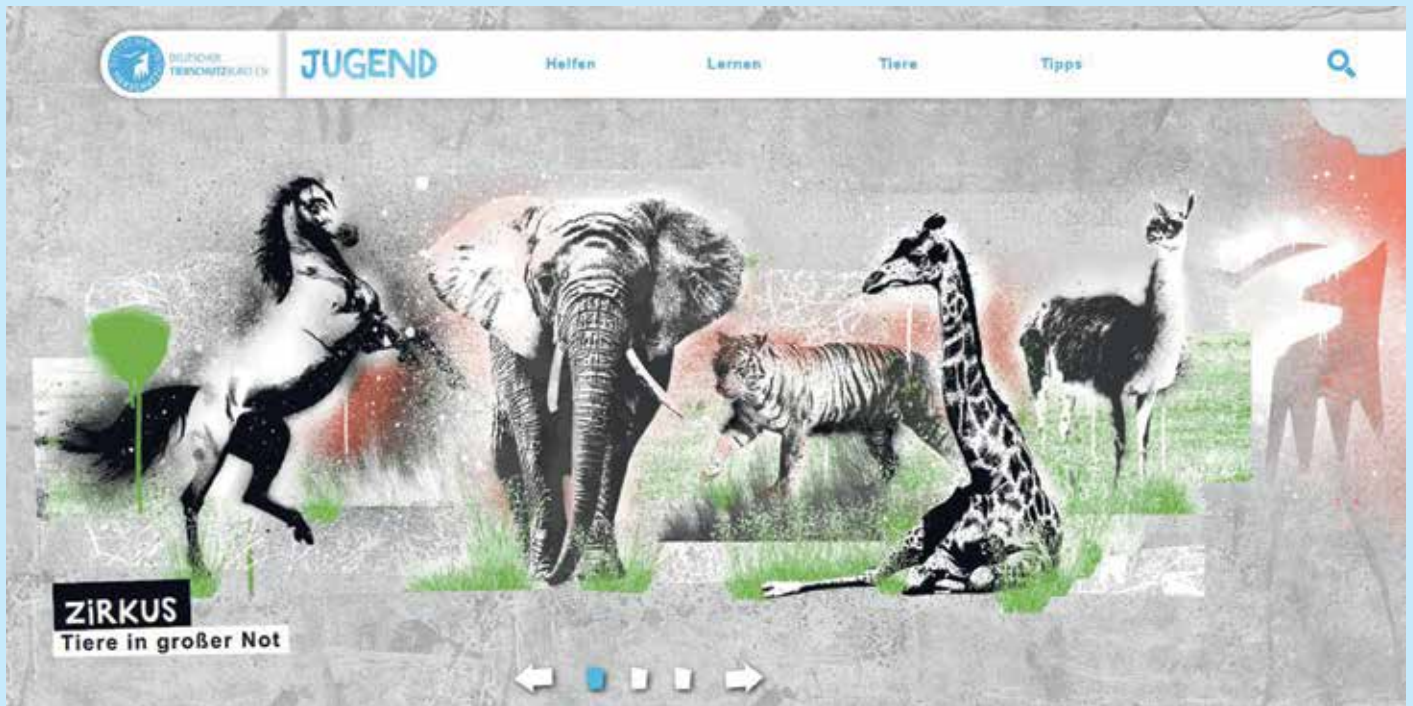 DEUTSCHER
TIERSCHUTZBUND E.V.
JUGEND
Helfen
Lernen
Tiere
Tipps
ZiRKUS
Tiere in großer Not